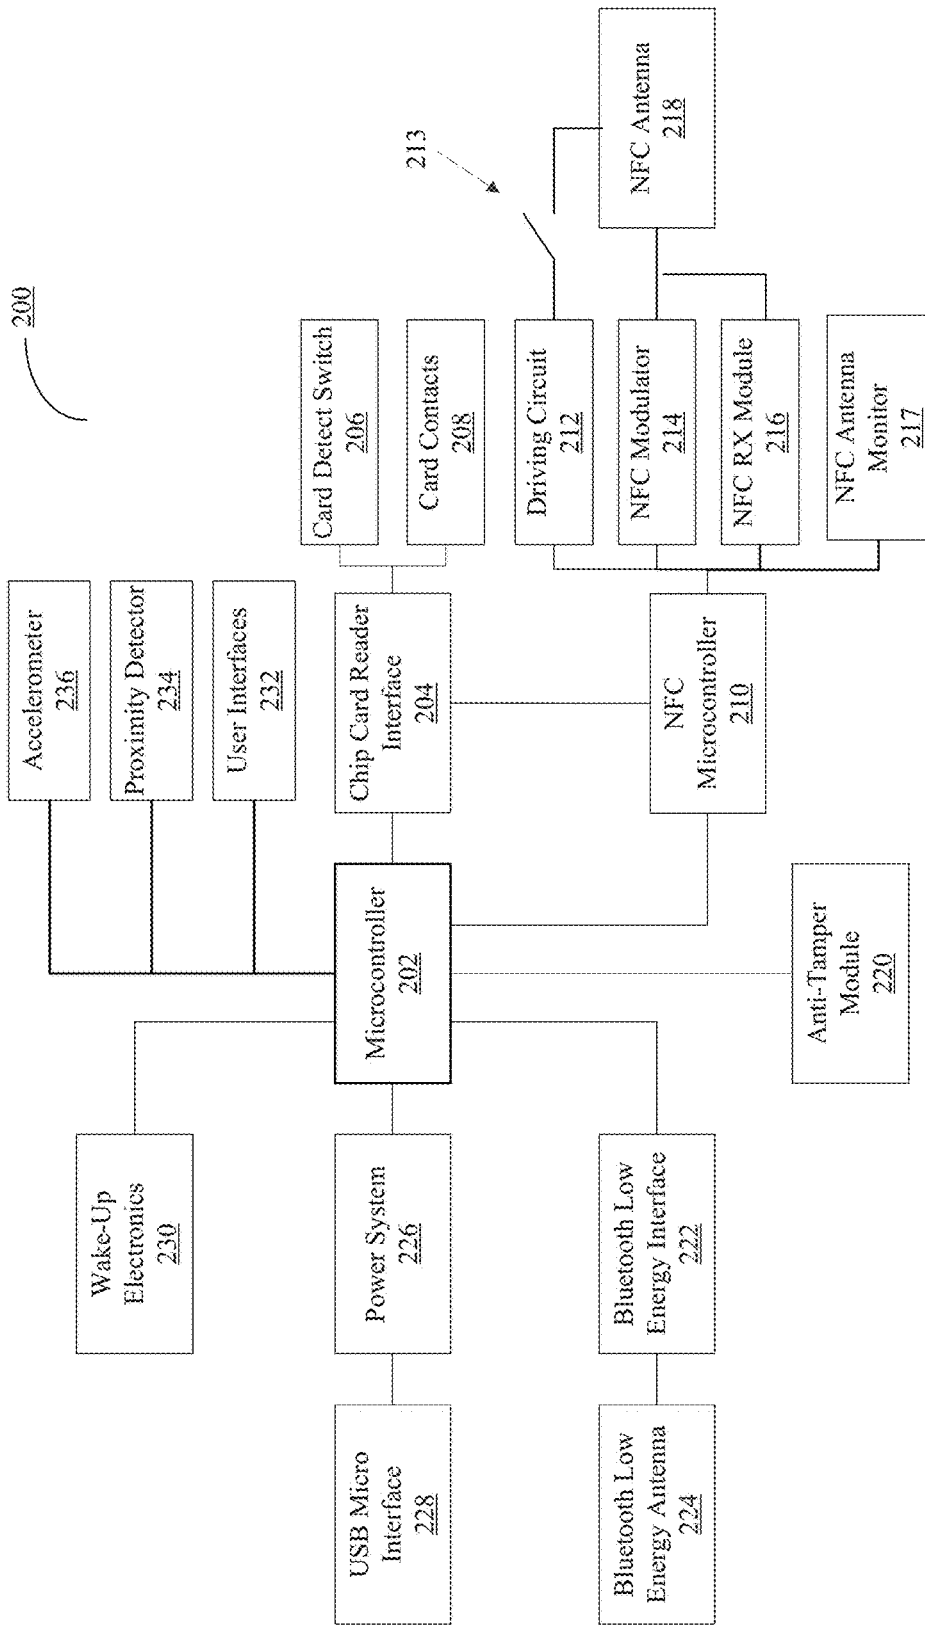 200
213
Accelerometer
236
Proximity Detector
234
User Interfaces
232
Wake-Up
Electronics
230
Card Detect Switch
206
Card Contacts
208
USB Micro
Interface
228
Power System
226
Microcontroller
202
Chip Card Reader
Interface
204
Driving Circuit
212
NFC Antenna
218
NFC Modulator
214
NFC RX Module
216
NFC Antenna
Monitor
217
NFC
Microcontroller
210
Bluetooth Low
Energy Antenna
224
Bluetooth Low
Energy Interface
222
Anti-Tamper
Module
220